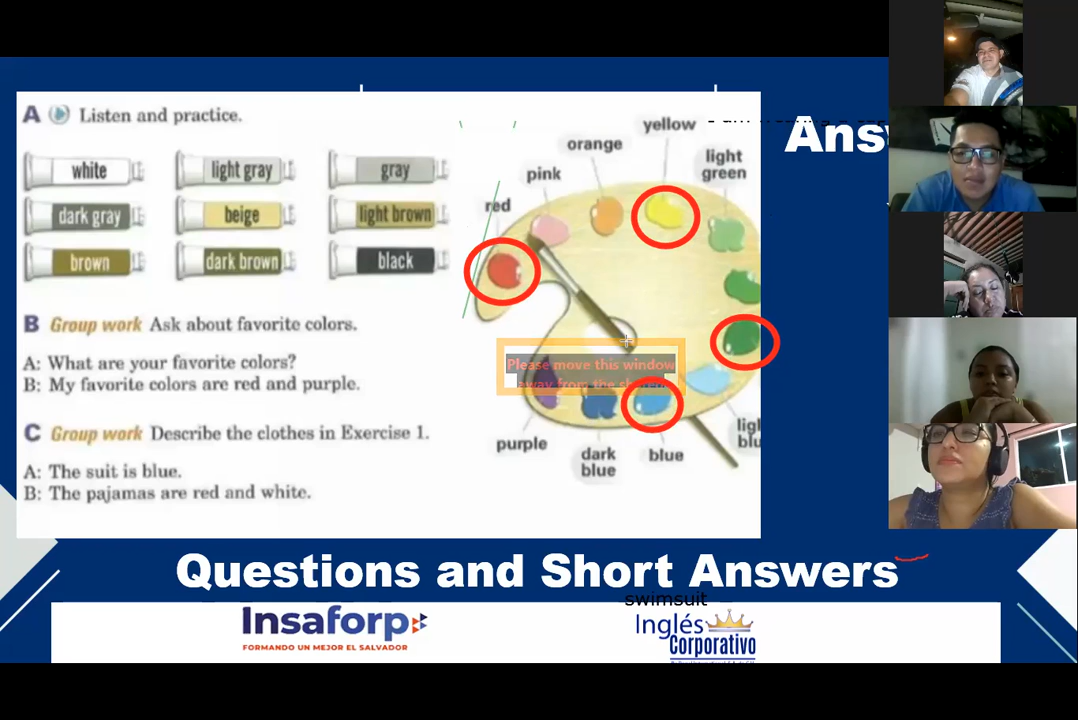 A Listen and practice.
white
light gray
gray
dark gray
beige
light brown
brown
dark brown
black
B Group work Ask about favorite colors.
A: What are your favorite colors?
B: My favorite colors are red and purple.
C Group work Describe the clothes in Exercise 1.
A: The suit is blue.
B: The pajamas are red and white.
red
pink
orange
yellow
light
green
Please move this window
away from the
purple
dark
blue
blue
Ans
Questions and Short Answers
swimsuit
Insaforp
FORMANDO UN MEJOR EL SALVADOR
Inglés
Corporativo